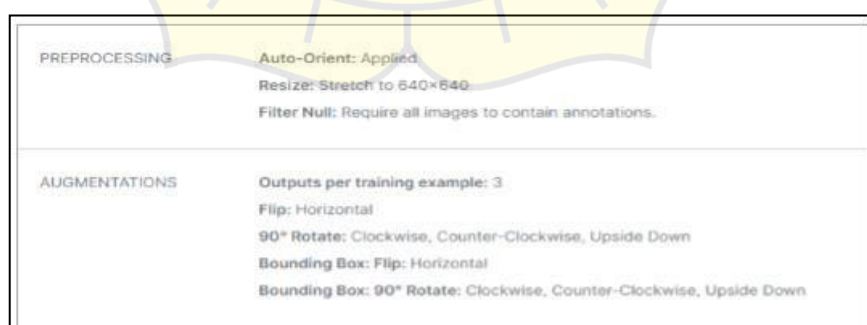 PREPROCESSING Auto-Orient: Applied
Resize: Stretch to 640×640
Filter Null: Require all images to contain annotations.
AUGMENTATIONS Outputs per training example: 3
Flip: Horizontal
90° Rotate: Clockwise, Counter-Clockwise, Upside Down
Bounding Box: Flip: Horizontal
Bounding Box: 90° Rotate: Clockwise, Counter-Clockwise, Upside Down